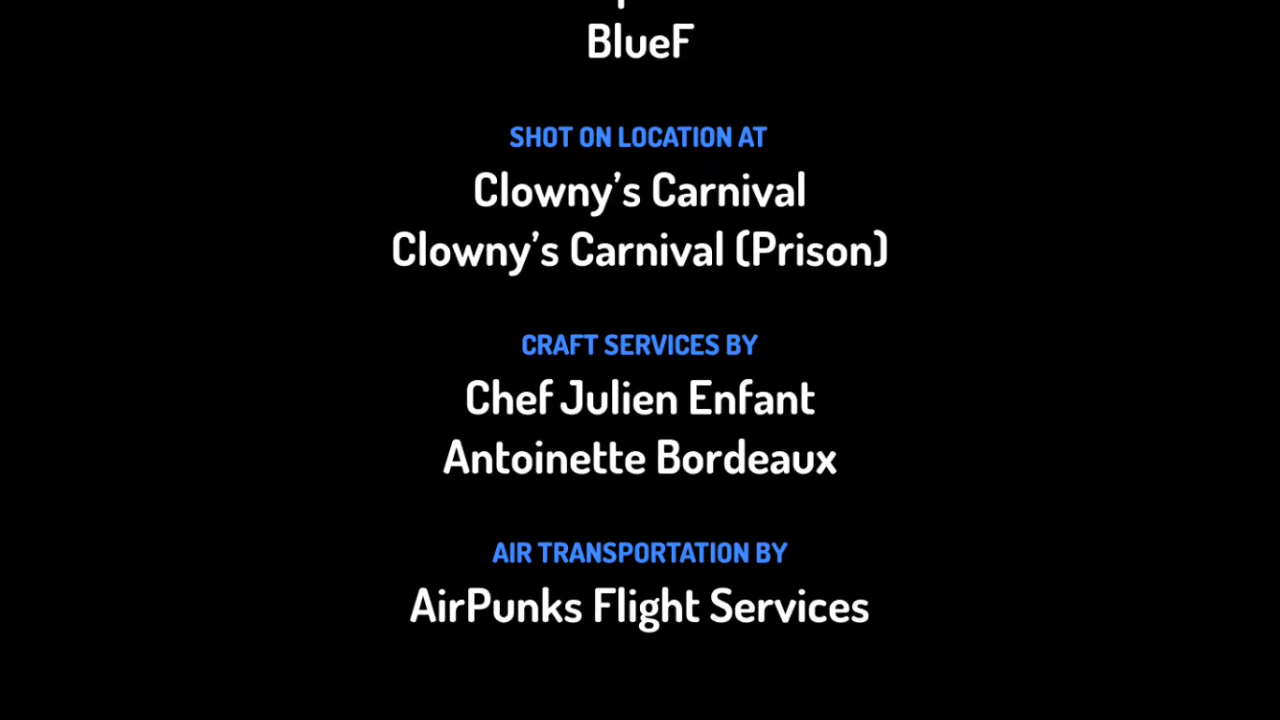 BlueF
SHOT ON LOCATION AT
Clowny’s Carnival
Clowny’s Carnival (Prison)
CRAFT SERVICES BY
Chef Julien Enfant
Antoinette Bordeaux
AIR TRANSPORTATION BY
AirPunks Flight Services